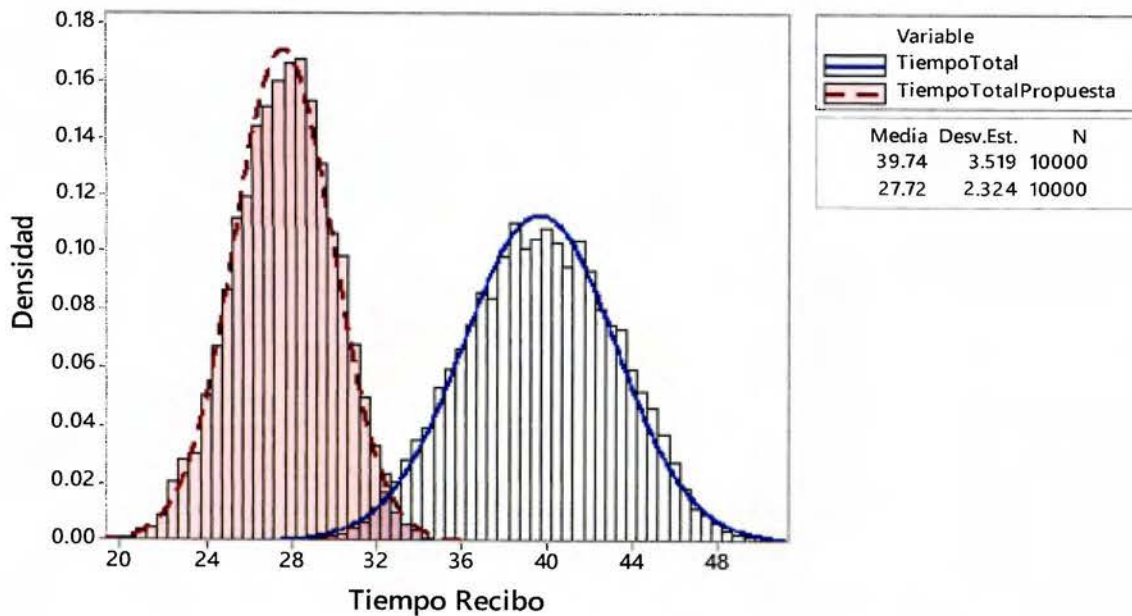 0.18
0.16
0.14
0.12
0.10
0.08
0.06
0.04
0.02
0.00
Densidad
20 24 28 32 36 40 44 48
Tiempo Recibo
Variable
TiempoTotal
TiempoTotalPropuesta
Media Desv.Est. N
39.74 3.519 10000
27.72 2.324 10000